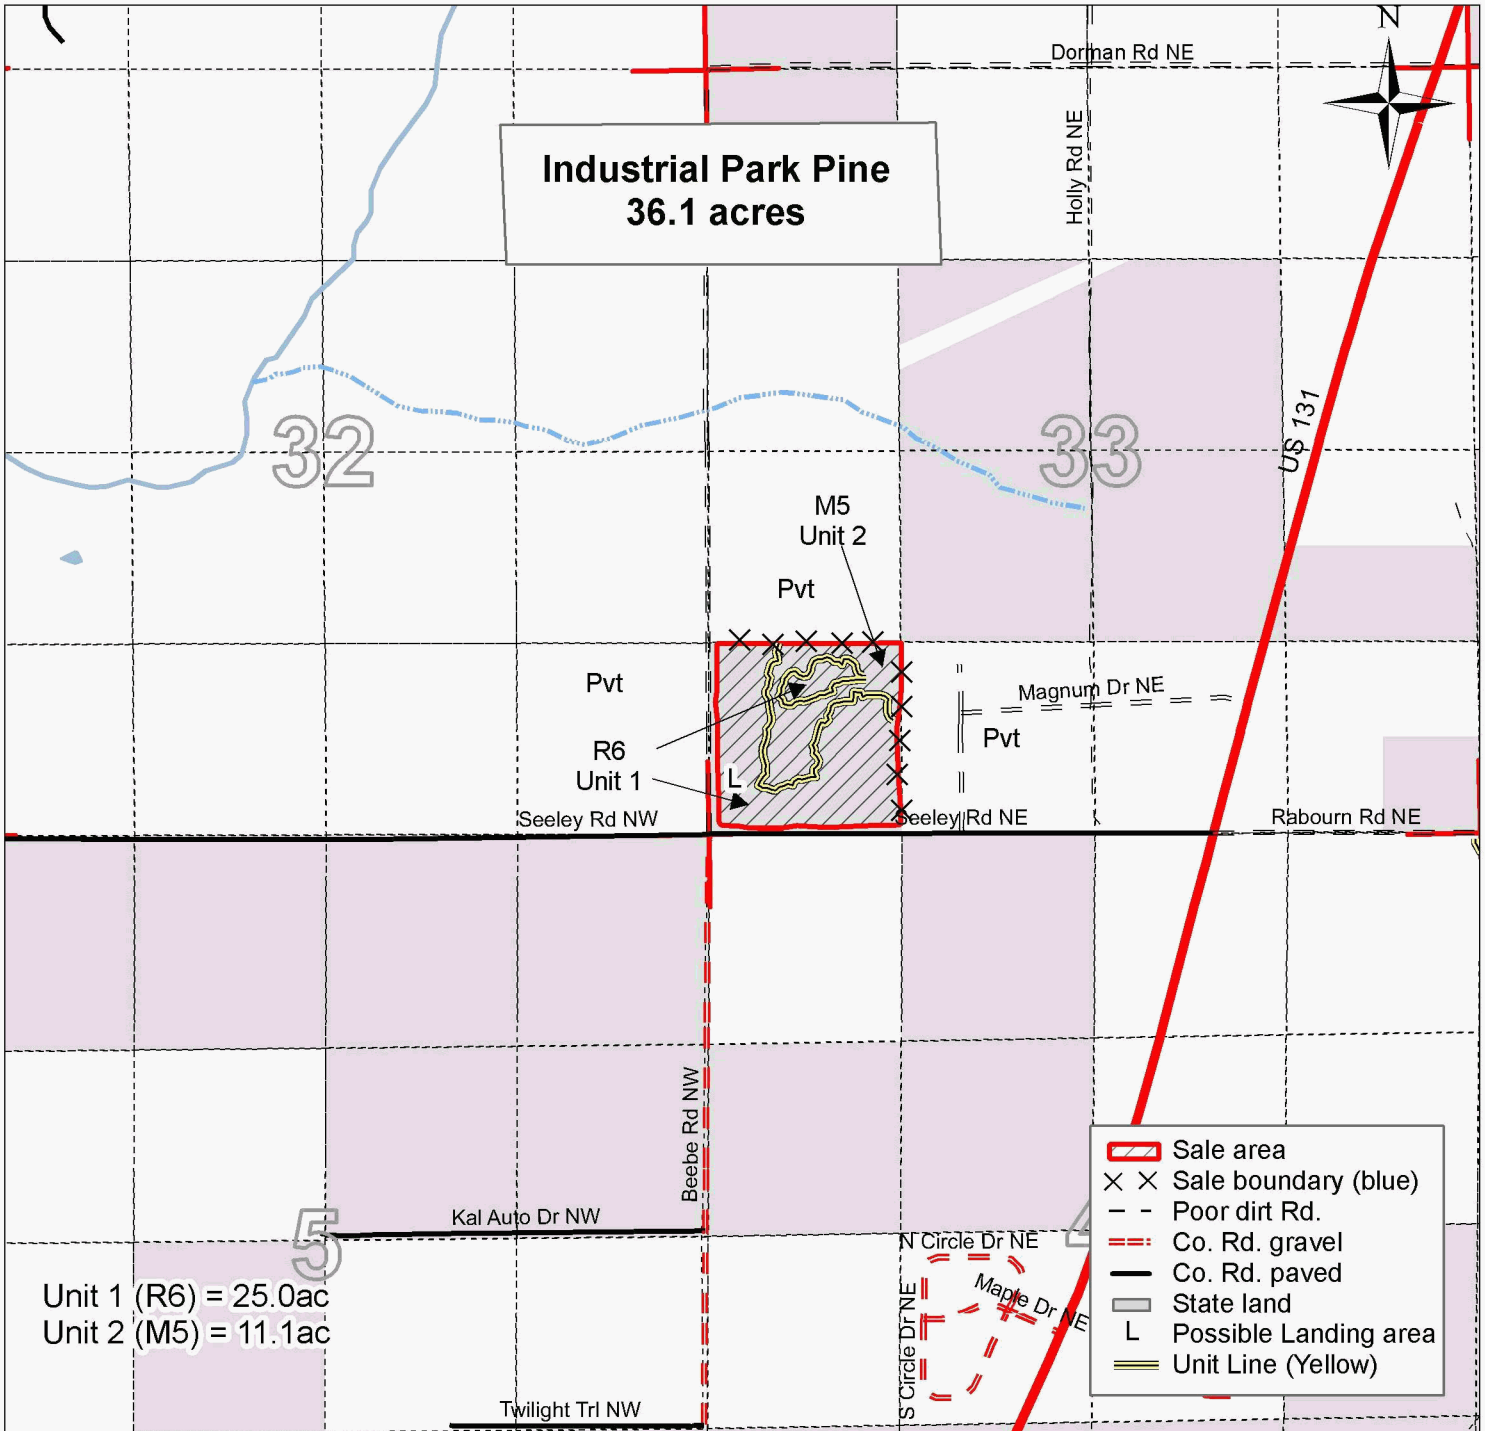 N
Dorman Rd NE
Holly Rd NE
Industrial Park Pine
36.1 acres
US 131
32
33
M5
Unit 2
Pvt
Pvt
Magnum Dr NE
Pvt
R6
Unit 1
L
Seeley Rd NW
Seeley Rd NE
Rabourn Rd NE
Beebe Rd NW
Kal Auto Dr NW
5
4
N Circle Dr NE
Maple Dr NE
S Circle Dr NE
Unit 1 (R6) = 25.0ac
Unit 2 (M5) = 11.1ac
Twilight Trl NW
Sale area
Sale boundary (blue)
Poor dirt Rd.
Co. Rd. gravel
Co. Rd. paved
State land
L Possible Landing area
Unit Line (Yellow)